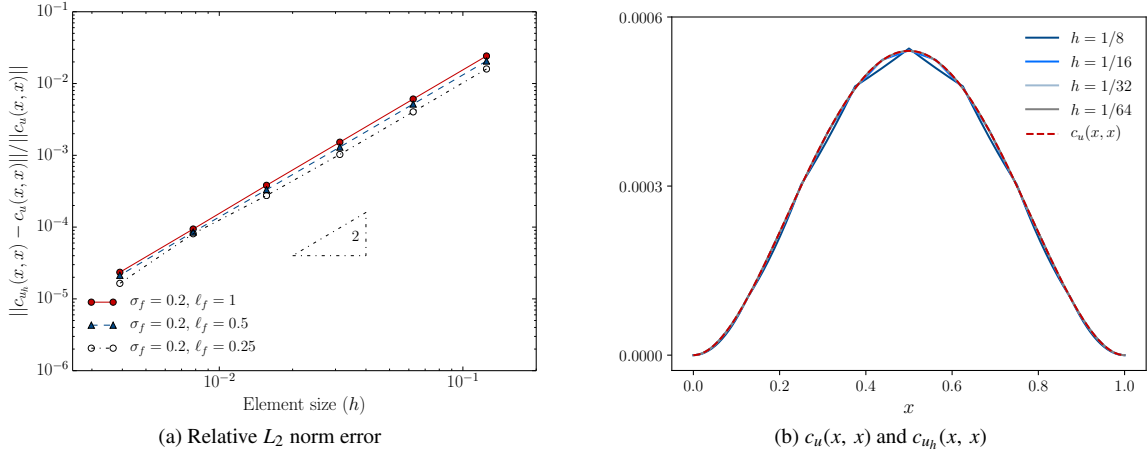 ||c_{u_h}(x, x) − c_u(x, x)||/||c_u(x, x)||
10^{-1}
10^{-2}
10^{-3}
10^{-4}
10^{-5}
10^{-6}
2
σ_f = 0.2, ℓ_f = 1
σ_f = 0.2, ℓ_f = 0.5
σ_f = 0.2, ℓ_f = 0.25
10^{-2}
10^{-1}
Element size (h)
(a) Relative L_2 norm error
0.0006
0.0003
0.0000
h = 1/8
h = 1/16
h = 1/32
h = 1/64
c_u(x, x)
0.0
0.2
0.4
0.6
0.8
1.0
x
(b) c_u(x, x) and c_{u_h}(x, x)